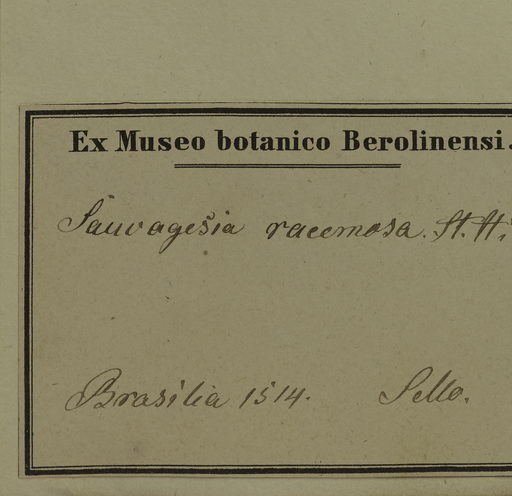 Ex Museo botanico Berolinensi.
Sauvagesia racemosa. St. H.
Brasilia 1514. Sello.